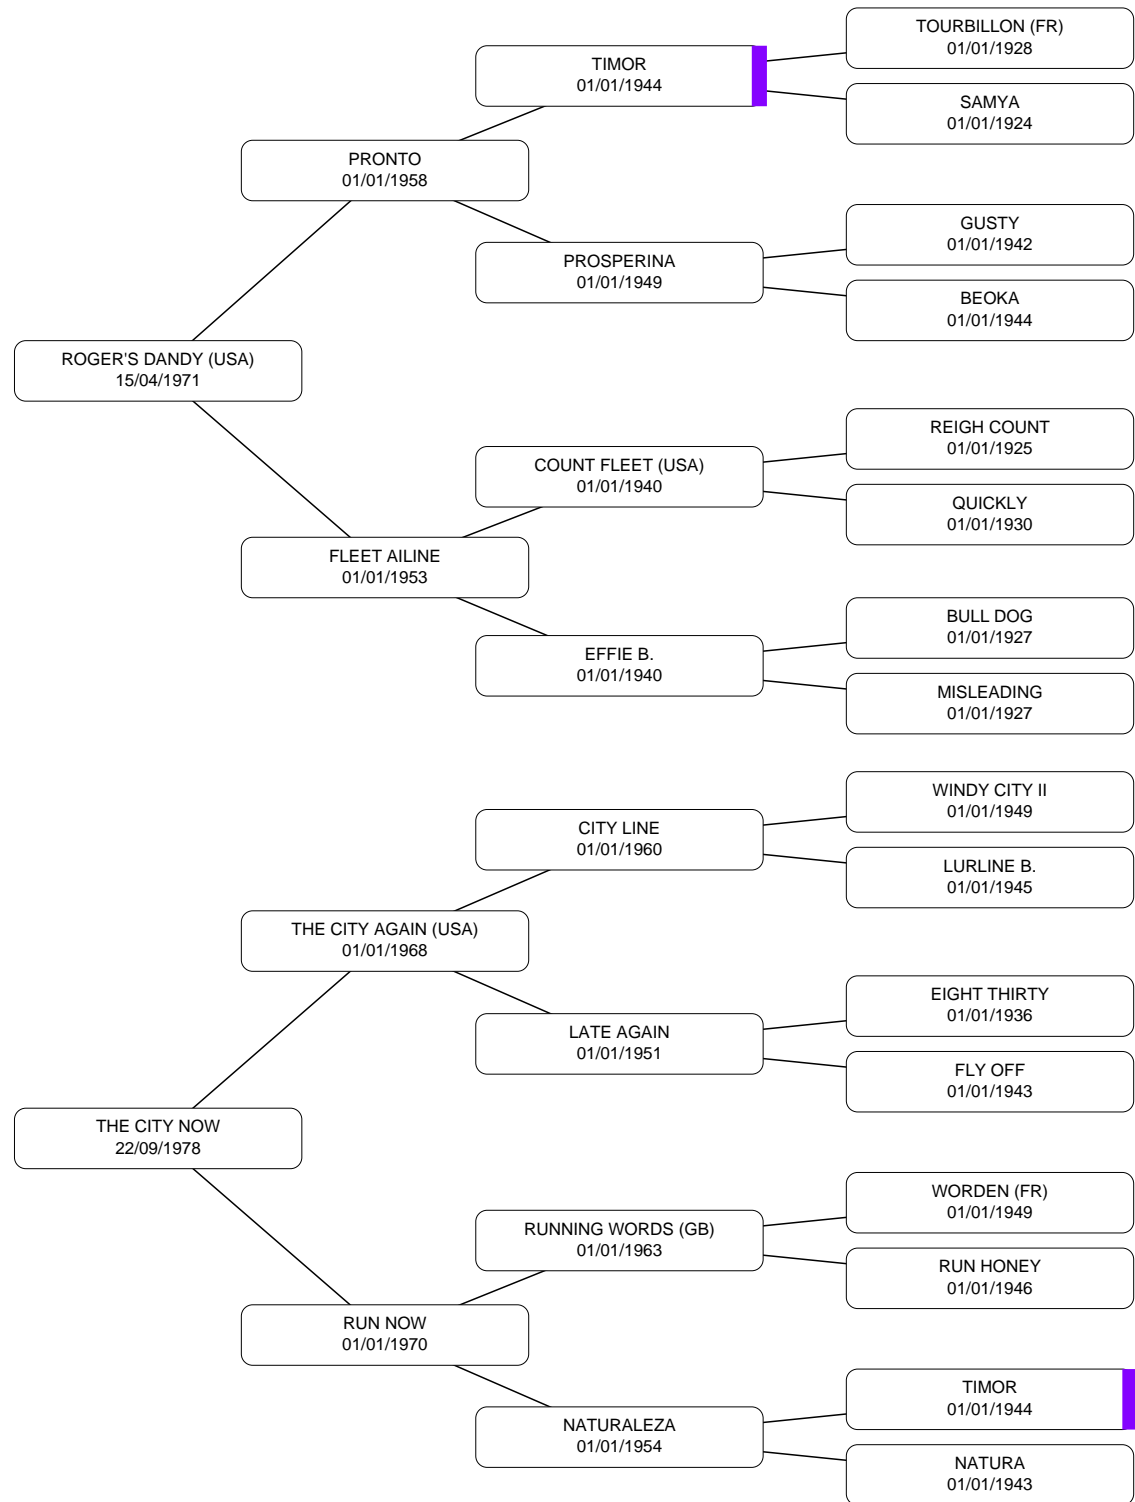 TOURBILLON (FR)
01/01/1928
TIMOR
01/01/1944
SAMYA
01/01/1924
PRONTO
01/01/1958
GUSTY
01/01/1942
PROSPERINA
01/01/1949
BEOKA
01/01/1944
ROGER'S DANDY (USA)
15/04/1971
REIGH COUNT
01/01/1925
COUNT FLEET (USA)
01/01/1940
QUICKLY
01/01/1930
FLEET AILINE
01/01/1953
BULL DOG
01/01/1927
EFFIE B.
01/01/1940
MISLEADING
01/01/1927
WINDY CITY II
01/01/1949
CITY LINE
01/01/1960
LURLINE B.
01/01/1945
THE CITY AGAIN (USA)
01/01/1968
EIGHT THIRTY
01/01/1936
LATE AGAIN
01/01/1951
FLY OFF
01/01/1943
THE CITY NOW
22/09/1978
WORDEN (FR)
01/01/1949
RUNNING WORDS (GB)
01/01/1963
RUN HONEY
01/01/1946
RUN NOW
01/01/1970
TIMOR
01/01/1944
NATURALEZA
01/01/1954
NATURA
01/01/1943